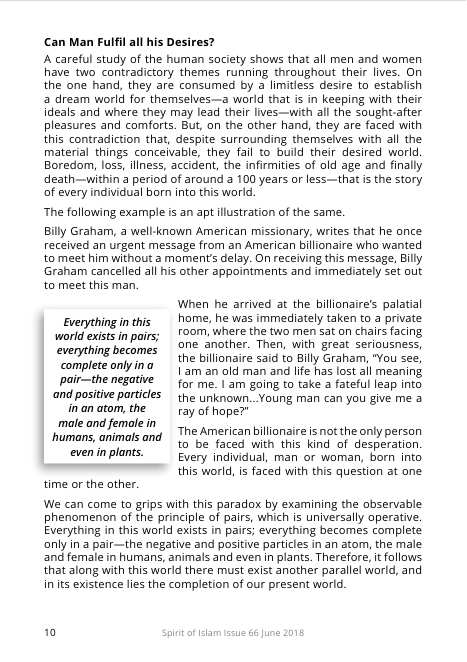 Can Man Fulfil all his Desires?
A careful study of the human society shows that all men and women
have two contradictory themes running throughout their lives. On
the one hand, they are consumed by a limitless desire to establish
a dream world for themselves—a world that is in keeping with their
ideals and where they may lead their lives—with all the sought-after
pleasures and comforts. But, on the other hand, they are faced with
this contradiction that, despite surrounding themselves with all the
material things conceivable, they fail to build their desired world.
Boredom, loss, illness, accident, the infirmities of old age and finally
death—within a period of around a 100 years or less—that is the story
of every individual born into this world.
The following example is an apt illustration of the same.
Billy Graham, a well-known American missionary, writes that he once
received an urgent message from an American billionaire who wanted
to meet him without a moment's delay. On receiving this message, Billy
Graham cancelled all his other appointments and immediately set out
to meet this man.
Everything in this
world exists in pairs;
everything becomes
complete only in a
pair—the negative
and positive particles
in an atom, the
male and female in
humans, animals and
even in plants.
When he arrived at the billionaire's palatial
home, he was immediately taken to a private
room, where the two men sat on chairs facing
one another. Then, with great seriousness,
the billionaire said to Billy Graham, "You see,
I am an old man and life has lost all meaning
for me. I am going to take a fateful leap into
the unknown...Young man can you give me a
ray of hope?"
The American billionaire is not the only person
to be faced with this kind of desperation.
Every individual, man or woman, born into
this world, is faced with this question at one
time or the other.
We can come to grips with this paradox by examining the observable
phenomenon of the principle of pairs, which is universally operative.
Everything in this world exists in pairs; everything becomes complete
only in a pair—the negative and positive particles in an atom, the male
and female in humans, animals and even in plants. Therefore, it follows
that along with this world there must exist another parallel world, and
in its existence lies the completion of our present world.
10
Spirit of Islam Issue 66 June 2018